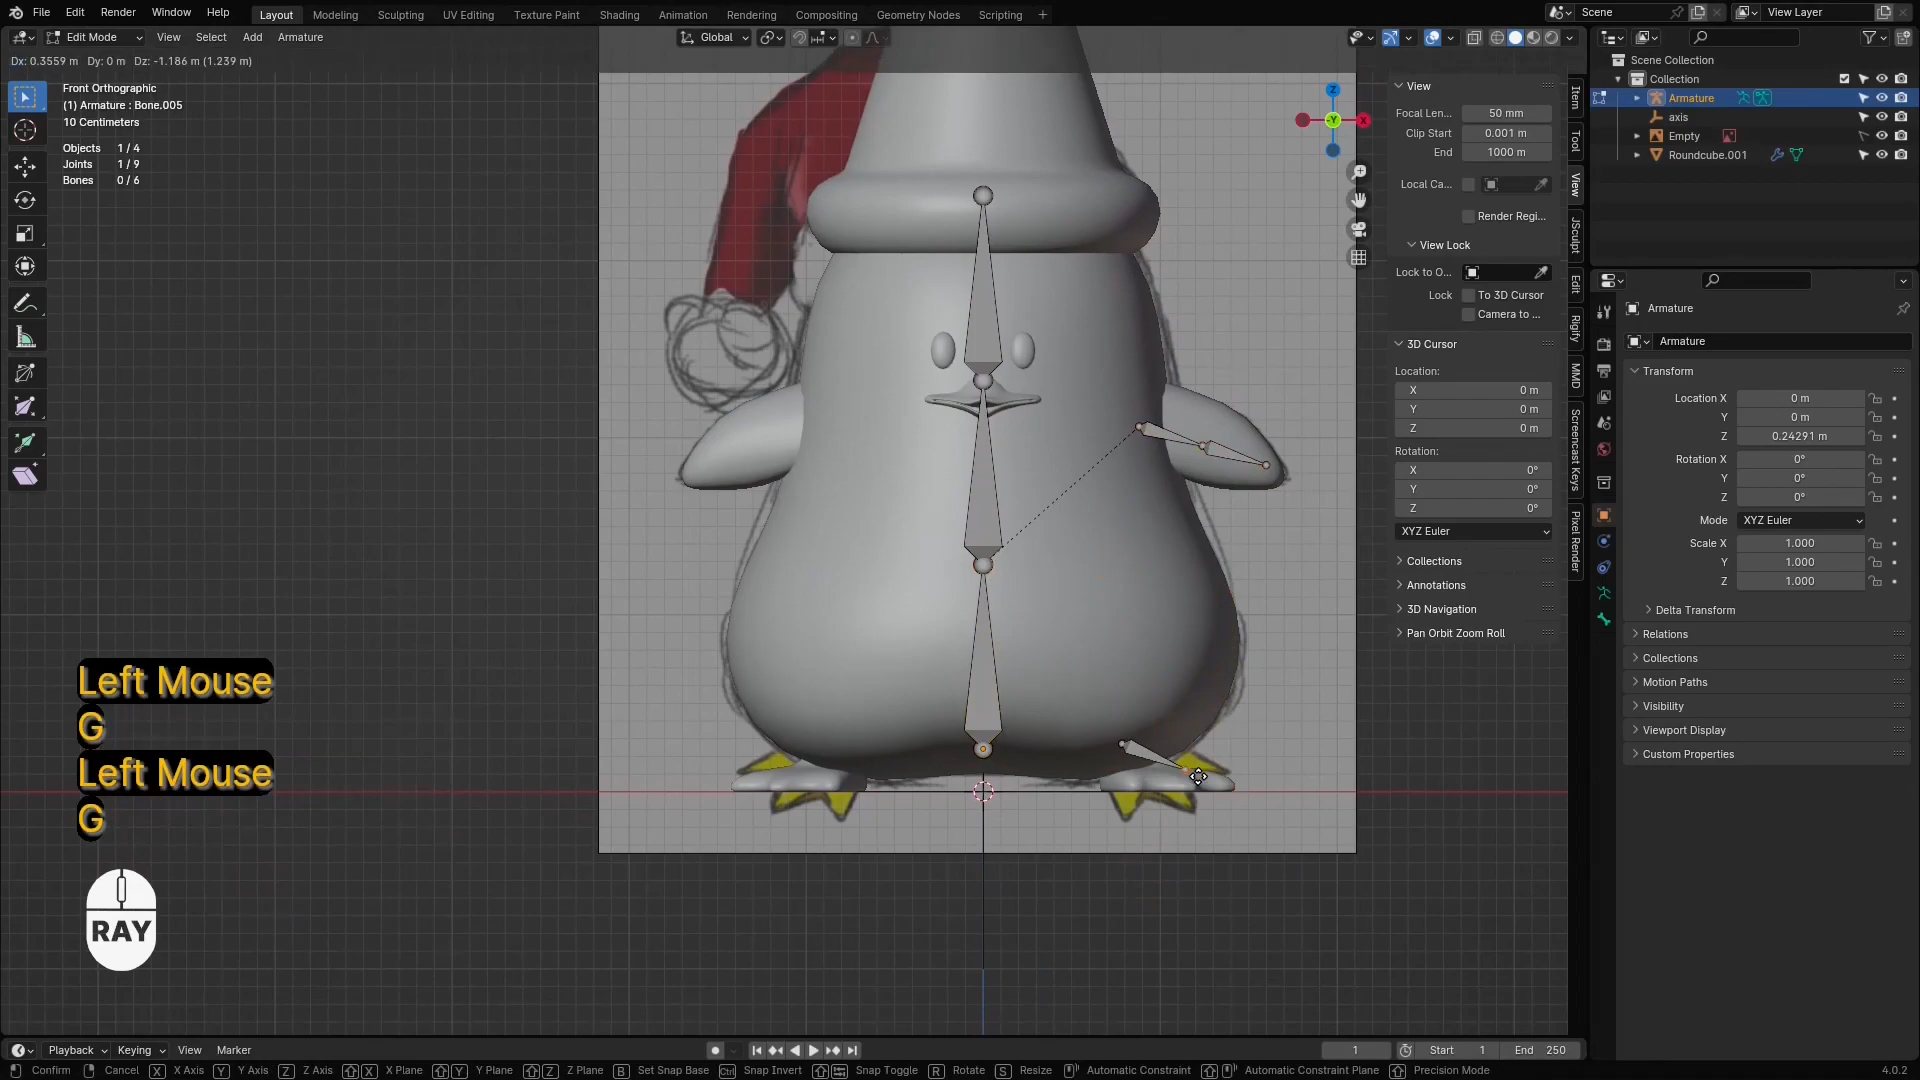 File Edit Render Window Help
Layout Modeling Sculpting UV Editing Texture Paint Shading Animation Rendering Compositing Geometry Nodes Scripting +
Scene
View Layer
Edit Mode View Select Add Armature
Global
Dx: 0.3559 m Dy: 0 m Dz: -1.186 m (1.239 m)
Front Orthographic
(1) Armature : Bone.005
10 Centimeters
Objects 1 / 4
Joints 1 / 9
Bones 0 / 6
Z
Y
X
View
Focal Len... 50 mm
Clip Start 0.001 m
End 1000 m
Local Ca...
Render Regi...
View Lock
Lock to O...
Lock To 3D Cursor
Camera to ...
3D Cursor
Location:
X 0 m
Y 0 m
Z 0 m
Rotation:
X 0°
Y 0°
Z 0°
XYZ Euler
Collections
Annotations
3D Navigation
Pan Orbit Zoom Roll
Item
Tool
View
JSculpt
Edit
Rigify
MMD
Screencast Keys
Pixel Render
Scene Collection
Collection
Armature
axis
Empty
Roundcube.001
Armature
Armature
Transform
Location X 0 m
Y 0 m
Z 0.24291 m
Rotation X 0°
Y 0°
Z 0°
Mode XYZ Euler
Scale X 1.000
Y 1.000
Z 1.000
Delta Transform
Relations
Collections
Motion Paths
Visibility
Viewport Display
Custom Properties
Left Mouse
G
Left Mouse
G
RAY
Playback Keying View Marker
1 Start 1 End 250
Confirm Cancel X X Axis Y Y Axis Z Z Axis X X Plane Y Y Plane Z Z Plane B Set Snap Base Ctrl Snap Invert Snap Toggle R Rotate S Resize Automatic Constraint Automatic Constraint Plane Precision Mode
4.0.2